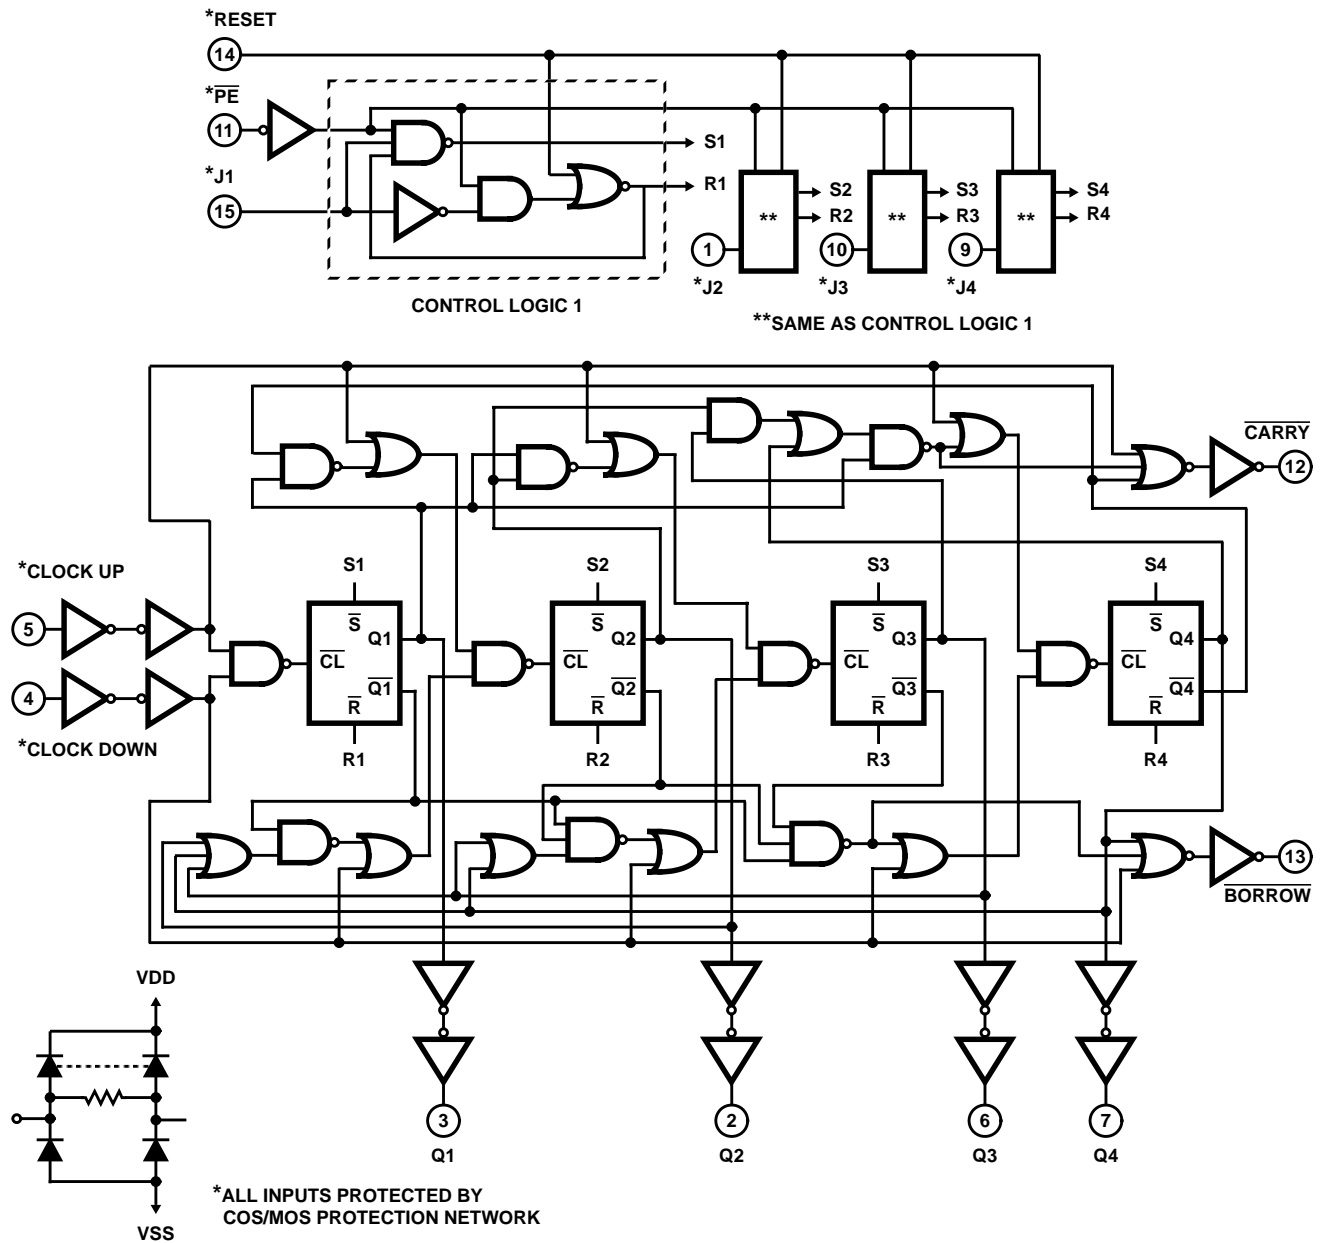 *RESET
14
*PE
11
*J1
15
S1
R1
CONTROL LOGIC 1
S2
R2
**
1
*J2
S3
R3
**
10
*J3
S4
R4
**
9
*J4
**SAME AS CONTROL LOGIC 1
CARRY
12
*CLOCK UP
5
4
*CLOCK DOWN
S1
S
Q1
CL
Q1
R
R1
S2
S
Q2
CL
Q2
R
R2
S3
S
Q3
CL
Q3
R
R3
S4
S
Q4
CL
Q4
R
R4
13
BORROW
VDD
VSS
3
Q1
2
Q2
6
Q3
7
Q4
*ALL INPUTS PROTECTED BY
COS/MOS PROTECTION NETWORK